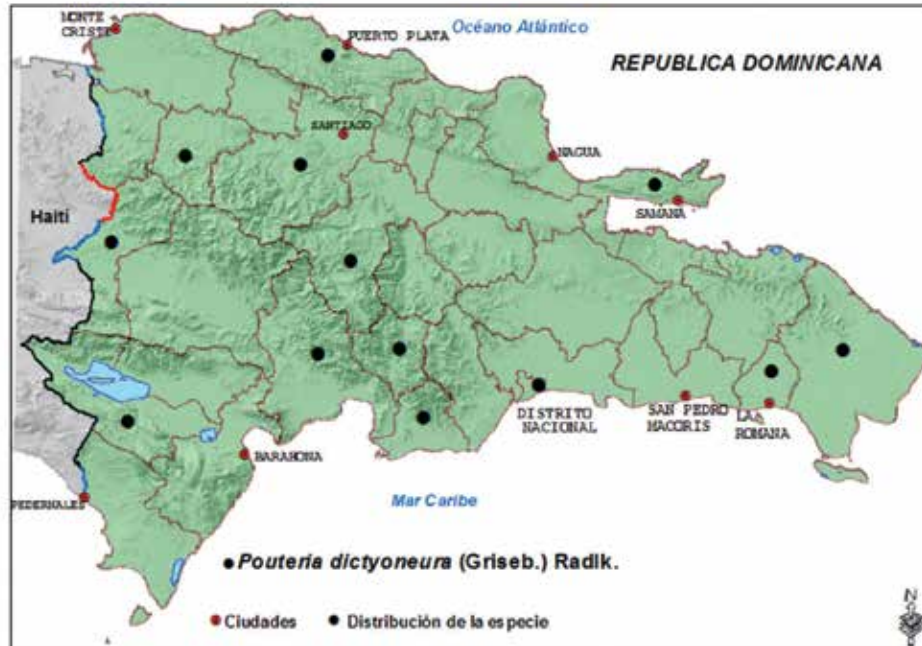 MONTE
CRISTI
PUERTO PLATA
Océano Atlántico
REPUBLICA DOMINICANA
SANTIAGO
NAGUA
SAMANA
Haití
DISTRITO
NACIONAL
SAN PEDRO
MACORIS
LA
ROMANA
BARAHONA
PEDERNALES
Mar Caribe
Pouteria dictyoneura (Griseb.) Radlk.
Ciudades
Distribución de la especie
N